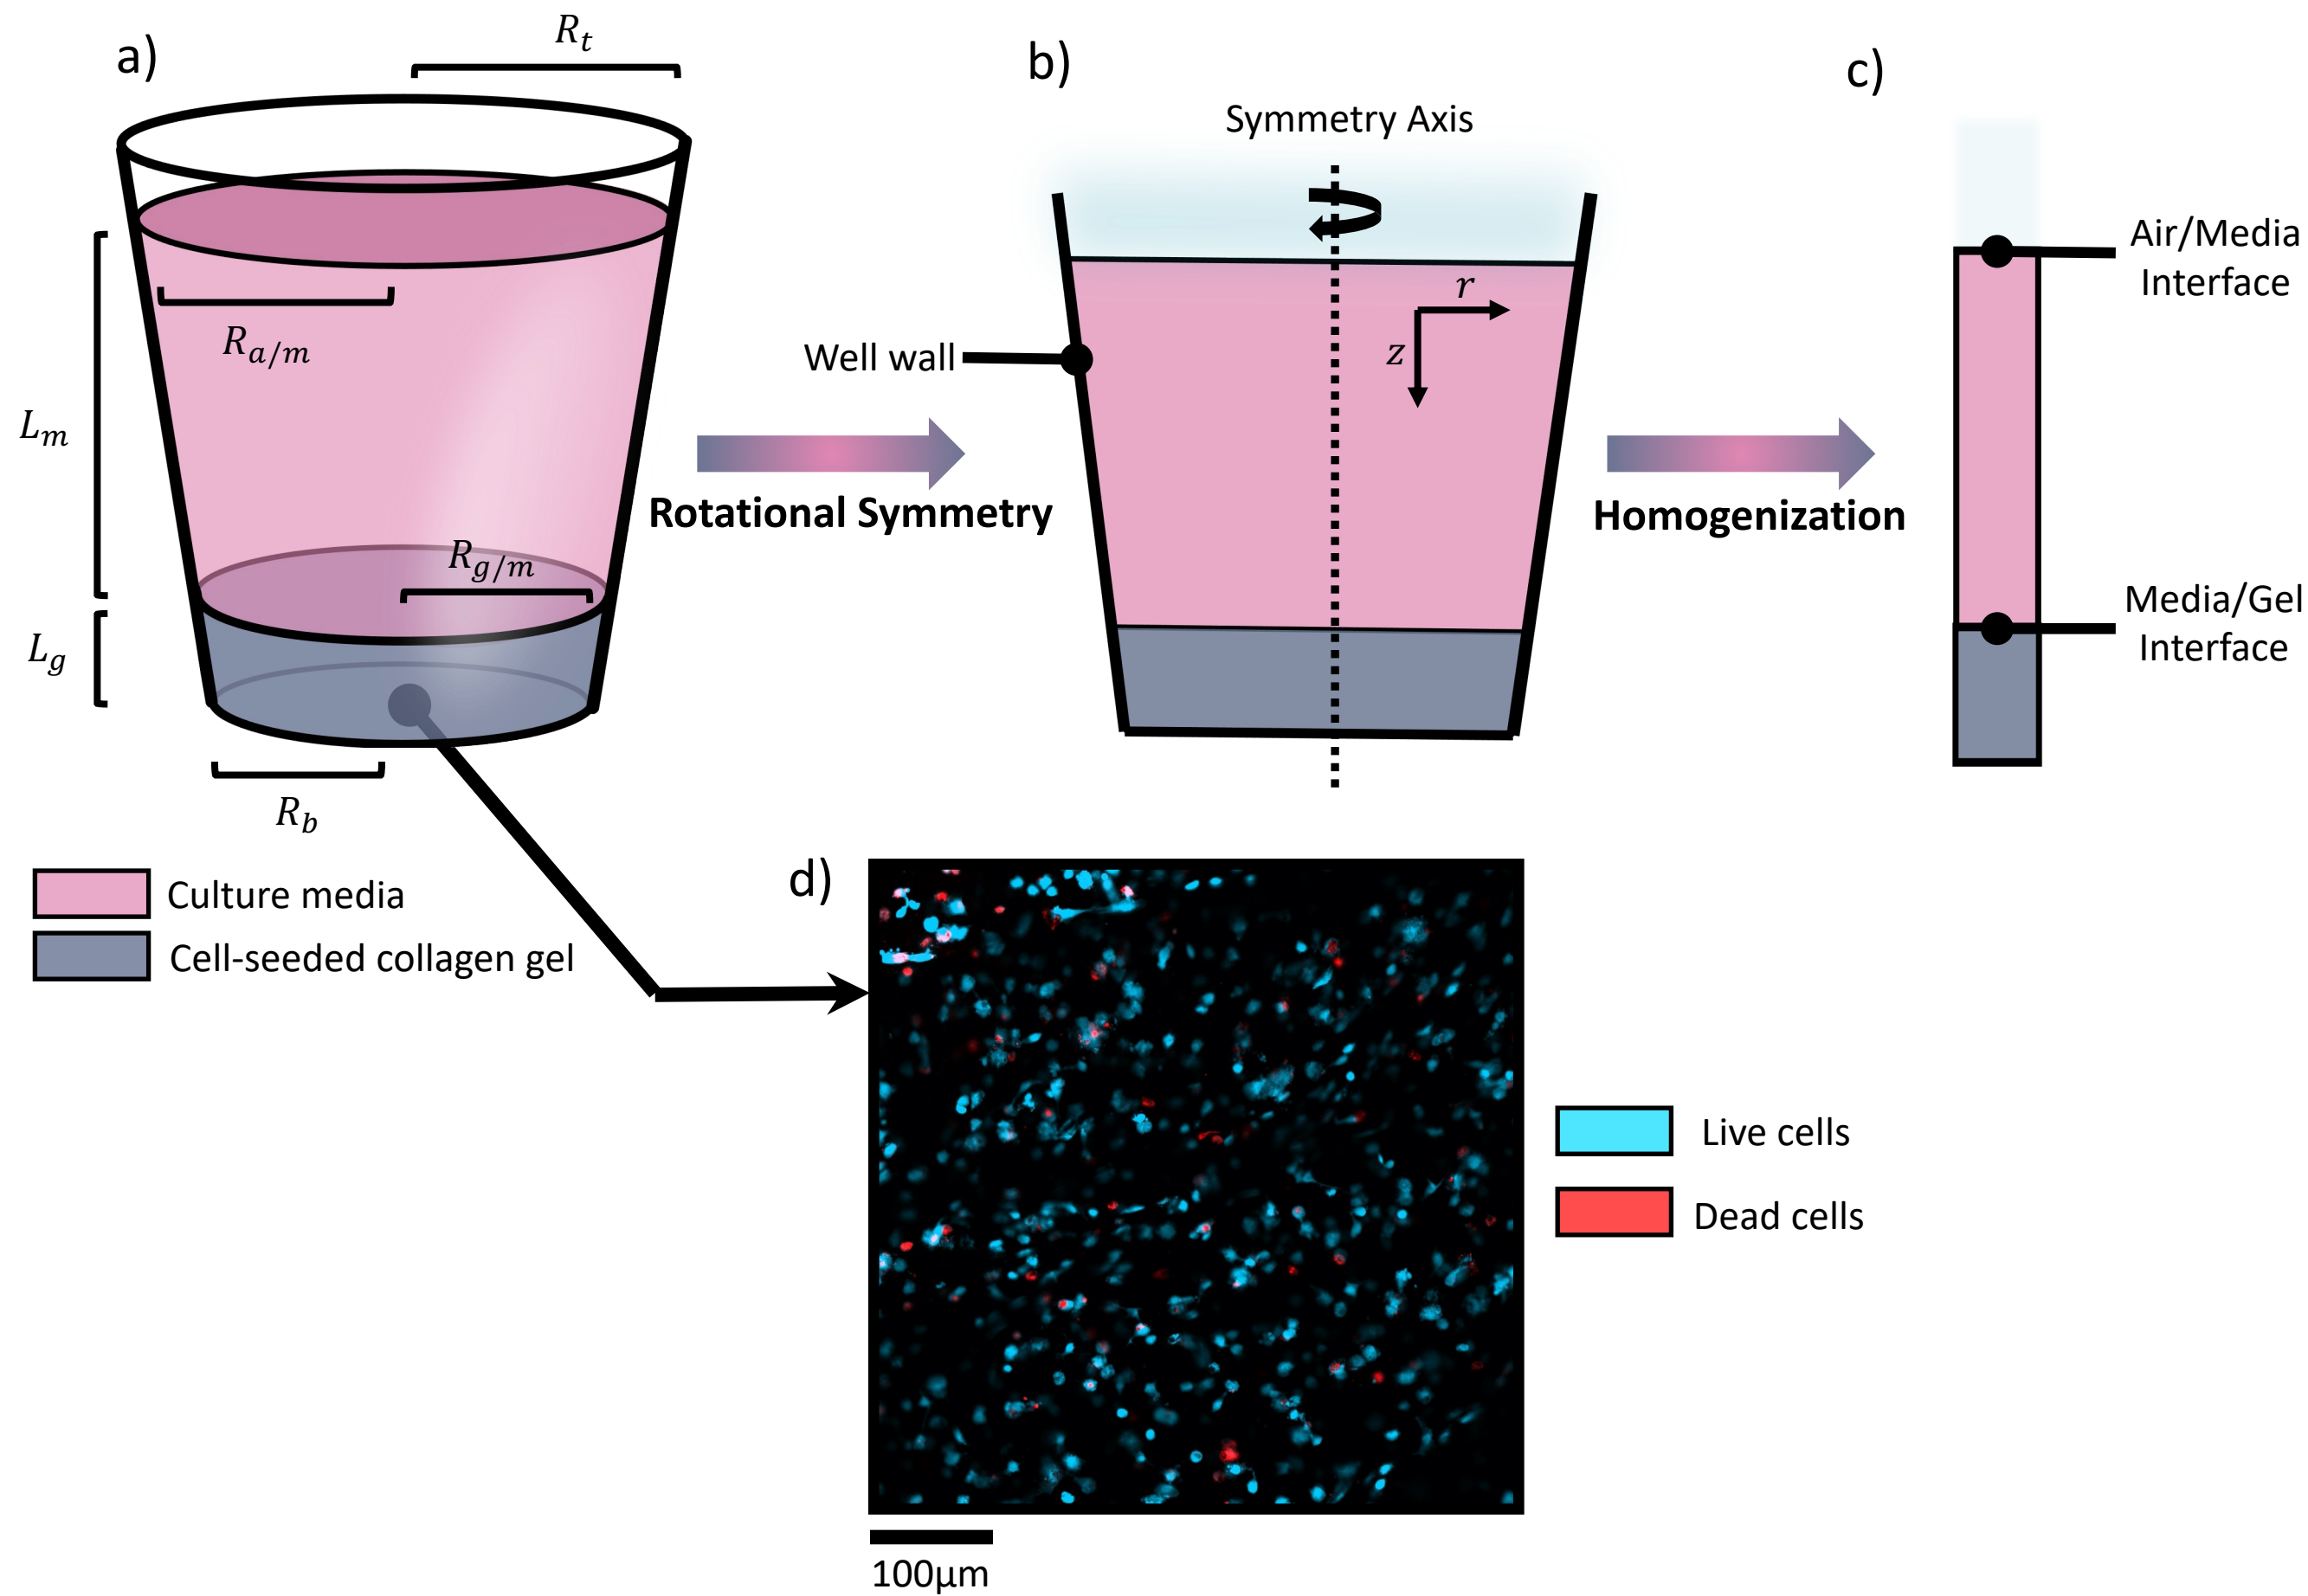 a)
R_t
R_{a/m}
L_m
R_{g/m}
L_g
R_b
Culture media
Cell-seeded collagen gel
Rotational Symmetry
b)
Symmetry Axis
r
z
Well wall
Homogenization
c)
Air/Media
Interface
Media/Gel
Interface
d)
Live cells
Dead cells
100μm